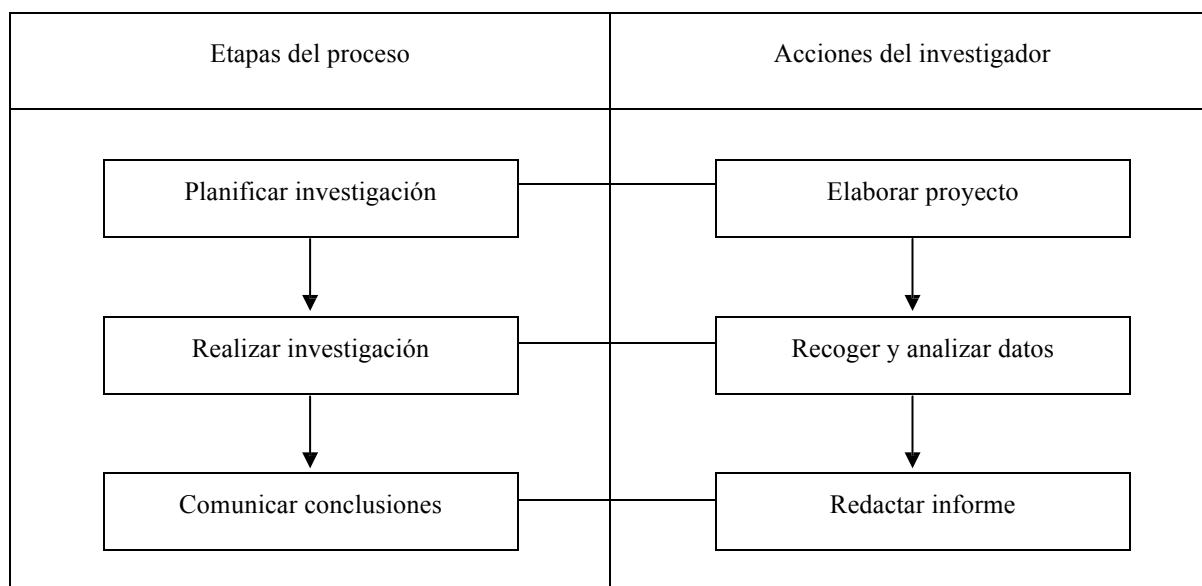 Etapas del proceso
Acciones del investigador
Planificar investigación
Elaborar proyecto
Realizar investigación
Recoger y analizar datos
Comunicar conclusiones
Redactar informe